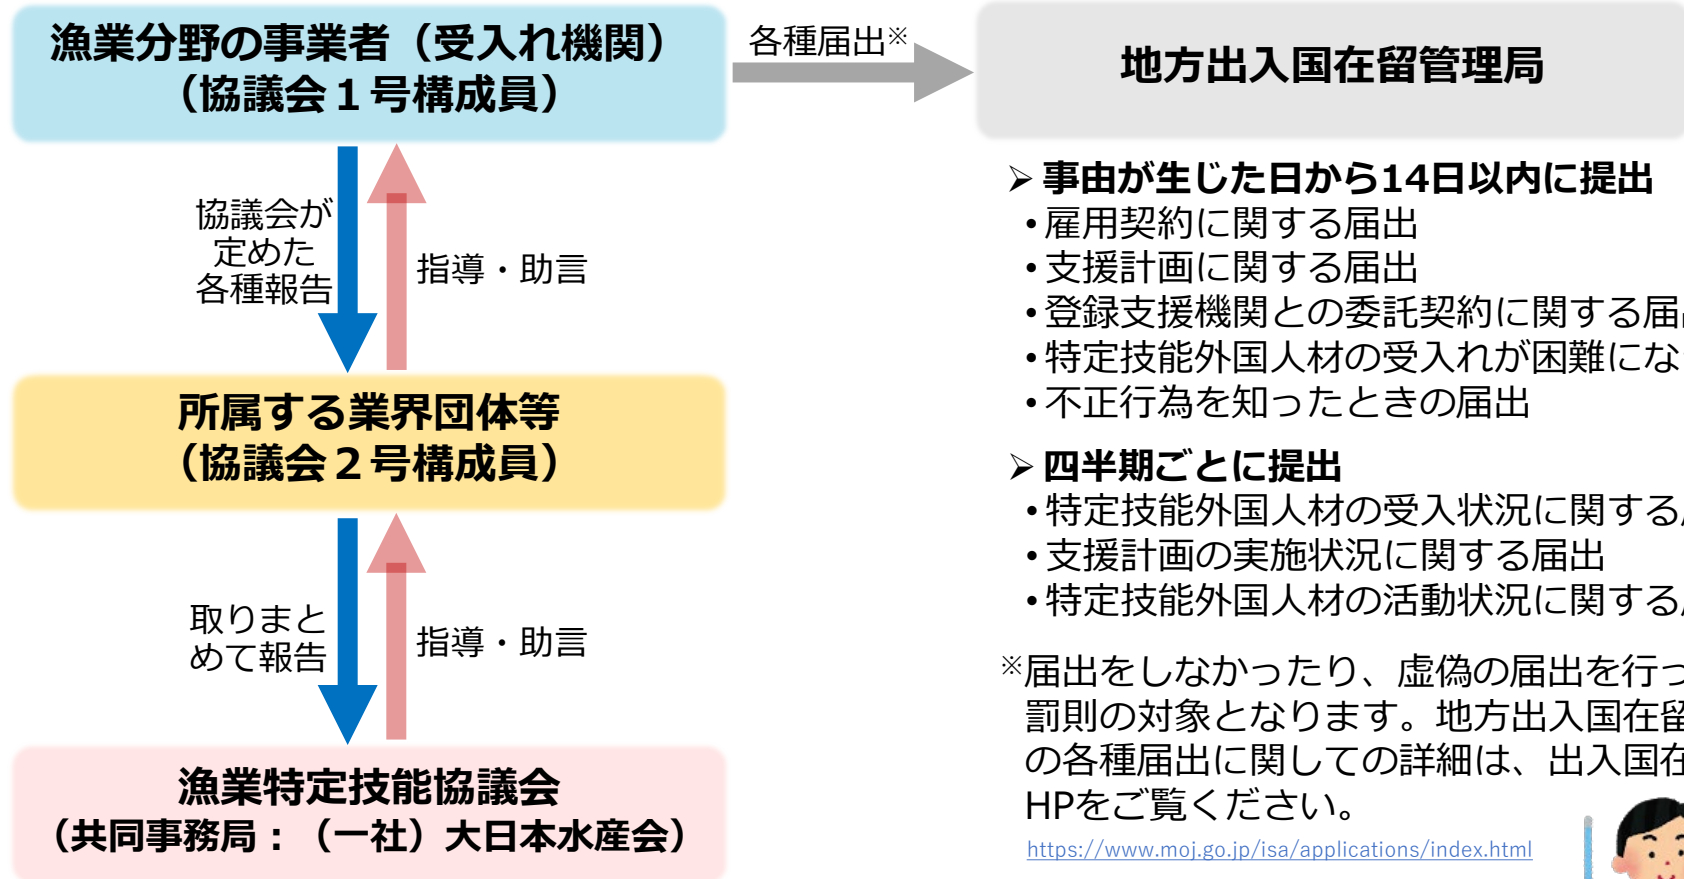 漁業分野の事業者（受入れ機関）
（協議会１号構成員）
各種届出※
地方出入国在留管理局
協議会が
定めた
各種報告
指導・助言
所属する業界団体等
（協議会２号構成員）
取りまと
めて報告
指導・助言
漁業特定技能協議会
（共同事務局：（一社）大日本水産会）
➢ 事由が生じた日から14日以内に提出
• 雇用契約に関する届出
• 支援計画に関する届出
• 登録支援機関との委託契約に関する届
• 特定技能外国人材の受入れが困難にな
• 不正行為を知ったときの届出
➢ 四半期ごとに提出
• 特定技能外国人材の受入状況に関する
• 支援計画の実施状況に関する届出
• 特定技能外国人材の活動状況に関する
※届出をしなかったり、虚偽の届出を行っ
罰則の対象となります。地方出入国在留
の各種届出に関しての詳細は、出入国在
HPをご覧ください。
https://www.moj.go.jp/isa/applications/index.html